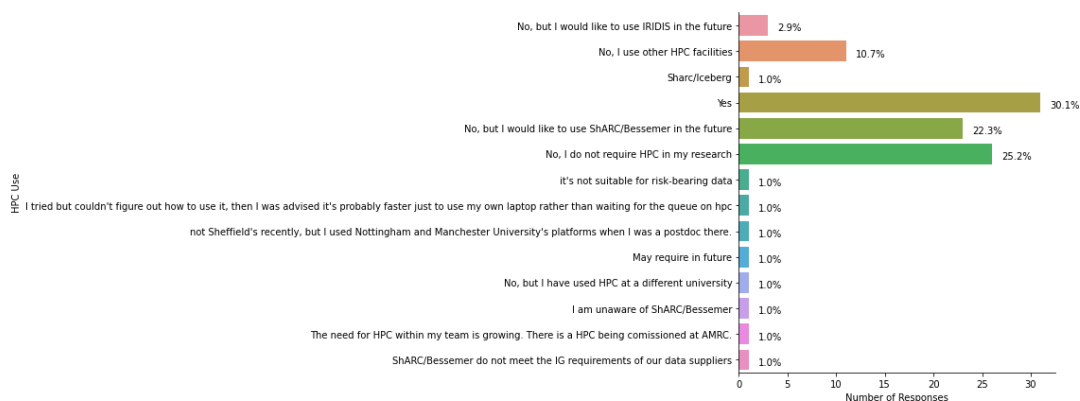 No, but I would like to use IRIDIS in the future
2.9%
No, I use other HPC facilities
10.7%
Sharc/Iceberg
1.0%
Yes
30.1%
No, but I would like to use ShARC/Bessemer in the future
22.3%
No, I do not require HPC in my research
25.2%
it's not suitable for risk-bearing data
1.0%
HPC Use
I tried but couldn't figure out how to use it, then I was advised it's probably faster just to use my own laptop rather than waiting for the queue on hpc
1.0%
not Sheffield's recently, but I used Nottingham and Manchester University's platforms when I was a postdoc there.
1.0%
May require in future
1.0%
No, but I have used HPC at a different university
1.0%
I am unaware of ShARC/Bessemer
1.0%
The need for HPC within my team is growing. There is a HPC being comissioned at AMRC.
1.0%
ShARC/Bessemer do not meet the IG requirements of our data suppliers
1.0%
0 5 10 15 20 25 30
Number of Responses